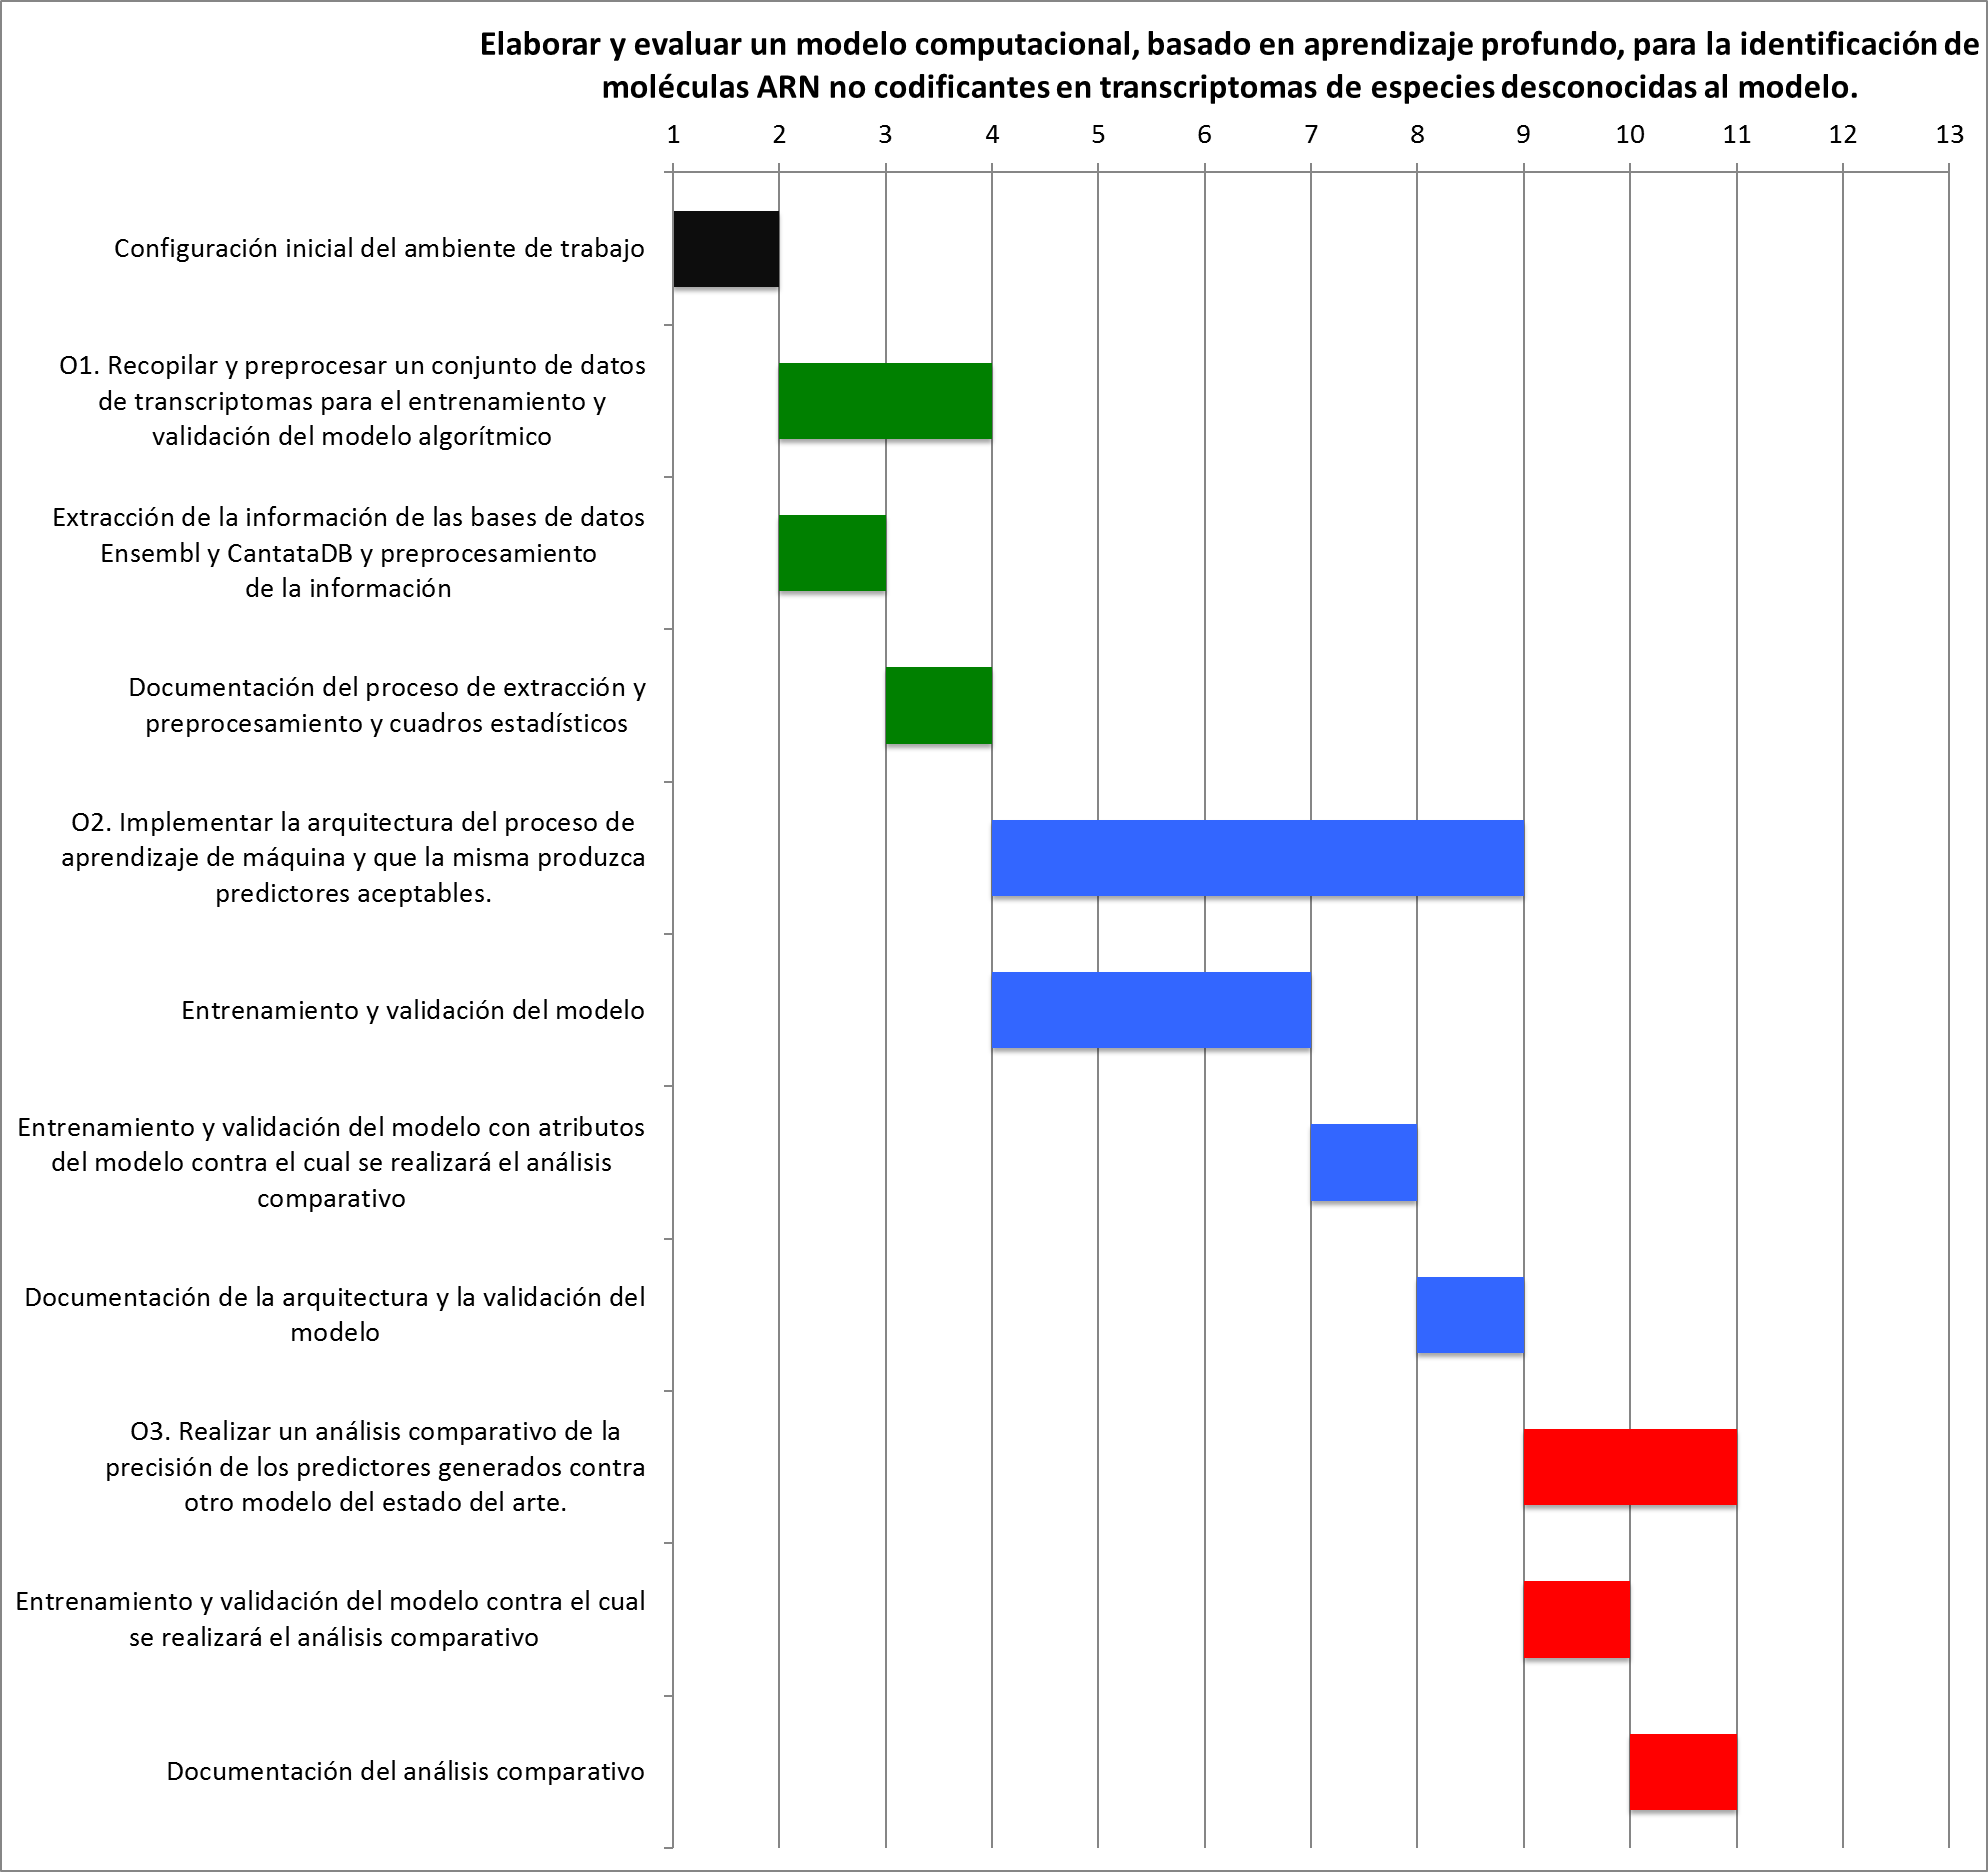 Elaborar y evaluar un modelo computacional, basado en aprendizaje profundo, para la identificación de
moléculas ARN no codificantes en transcriptomas de especies desconocidas al modelo.
1 2 3 4 5 6 7 8 9 10 11 12 13
Configuración inicial del ambiente de trabajo
O1. Recopilar y preprocesar un conjunto de datos
de transcriptomas para el entrenamiento y
validación del modelo algorítmico
Extracción de la información de las bases de datos
Ensembl y CantataDB y preprocesamiento
de la información
Documentación del proceso de extracción y
preprocesamiento y cuadros estadísticos
O2. Implementar la arquitectura del proceso de
aprendizaje de máquina y que la misma produzca
predictores aceptables.
Entrenamiento y validación del modelo
Entrenamiento y validación del modelo con atributos
del modelo contra el cual se realizará el análisis
comparativo
Documentación de la arquitectura y la validación del
modelo
O3. Realizar un análisis comparativo de la
precisión de los predictores generados contra
otro modelo del estado del arte.
Entrenamiento y validación del modelo contra el cual
se realizará el análisis comparativo
Documentación del análisis comparativo